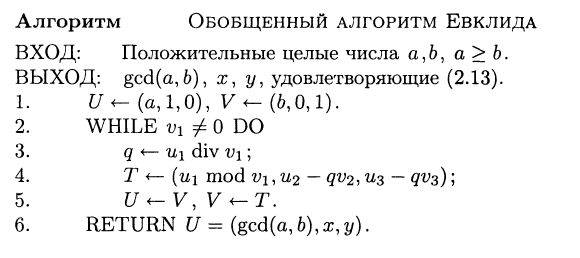 Алгоритм Обобщенный алгоритм Евклида
ВХОД: Положительные целые числа a, b, a ≥ b.
ВЫХОД: gcd(a, b), x, y, удовлетворяющие (2.13).
1. U ← (a, 1, 0), V ← (b, 0, 1).
2. WHILE v₁ ≠ 0 DO
3. q ← u₁ div v₁;
4. T ← (u₁ mod v₁, u₂ − qv₂, u₃ − qv₃);
5. U ← V, V ← T.
6. RETURN U = (gcd(a, b), x, y).